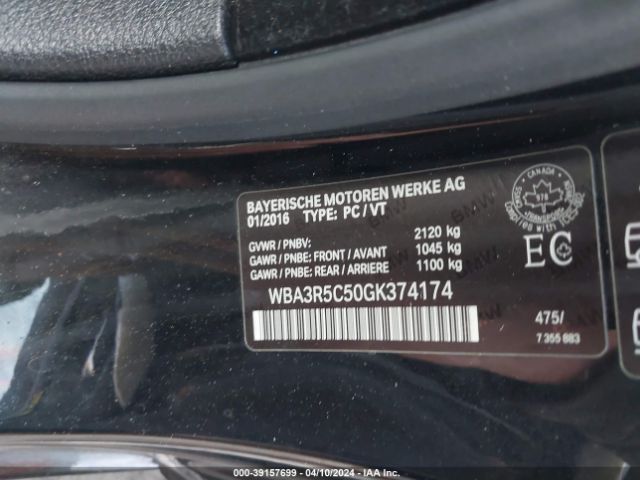 BAYERISCHE MOTOREN WERKE AG
01/2016 TYPE: PC / VT
GVWR / PNBV: 2120 kg
GAWR / PNBE: FRONT / AVANT 1045 kg
GAWR / PNBE: REAR / ARRIERE 1100 kg
WBA3R5C50GK374174
475/
7 355 883
CANADA
TRANSPORT
EC
000-39157699 - 04/10/2024 - IAA Inc.